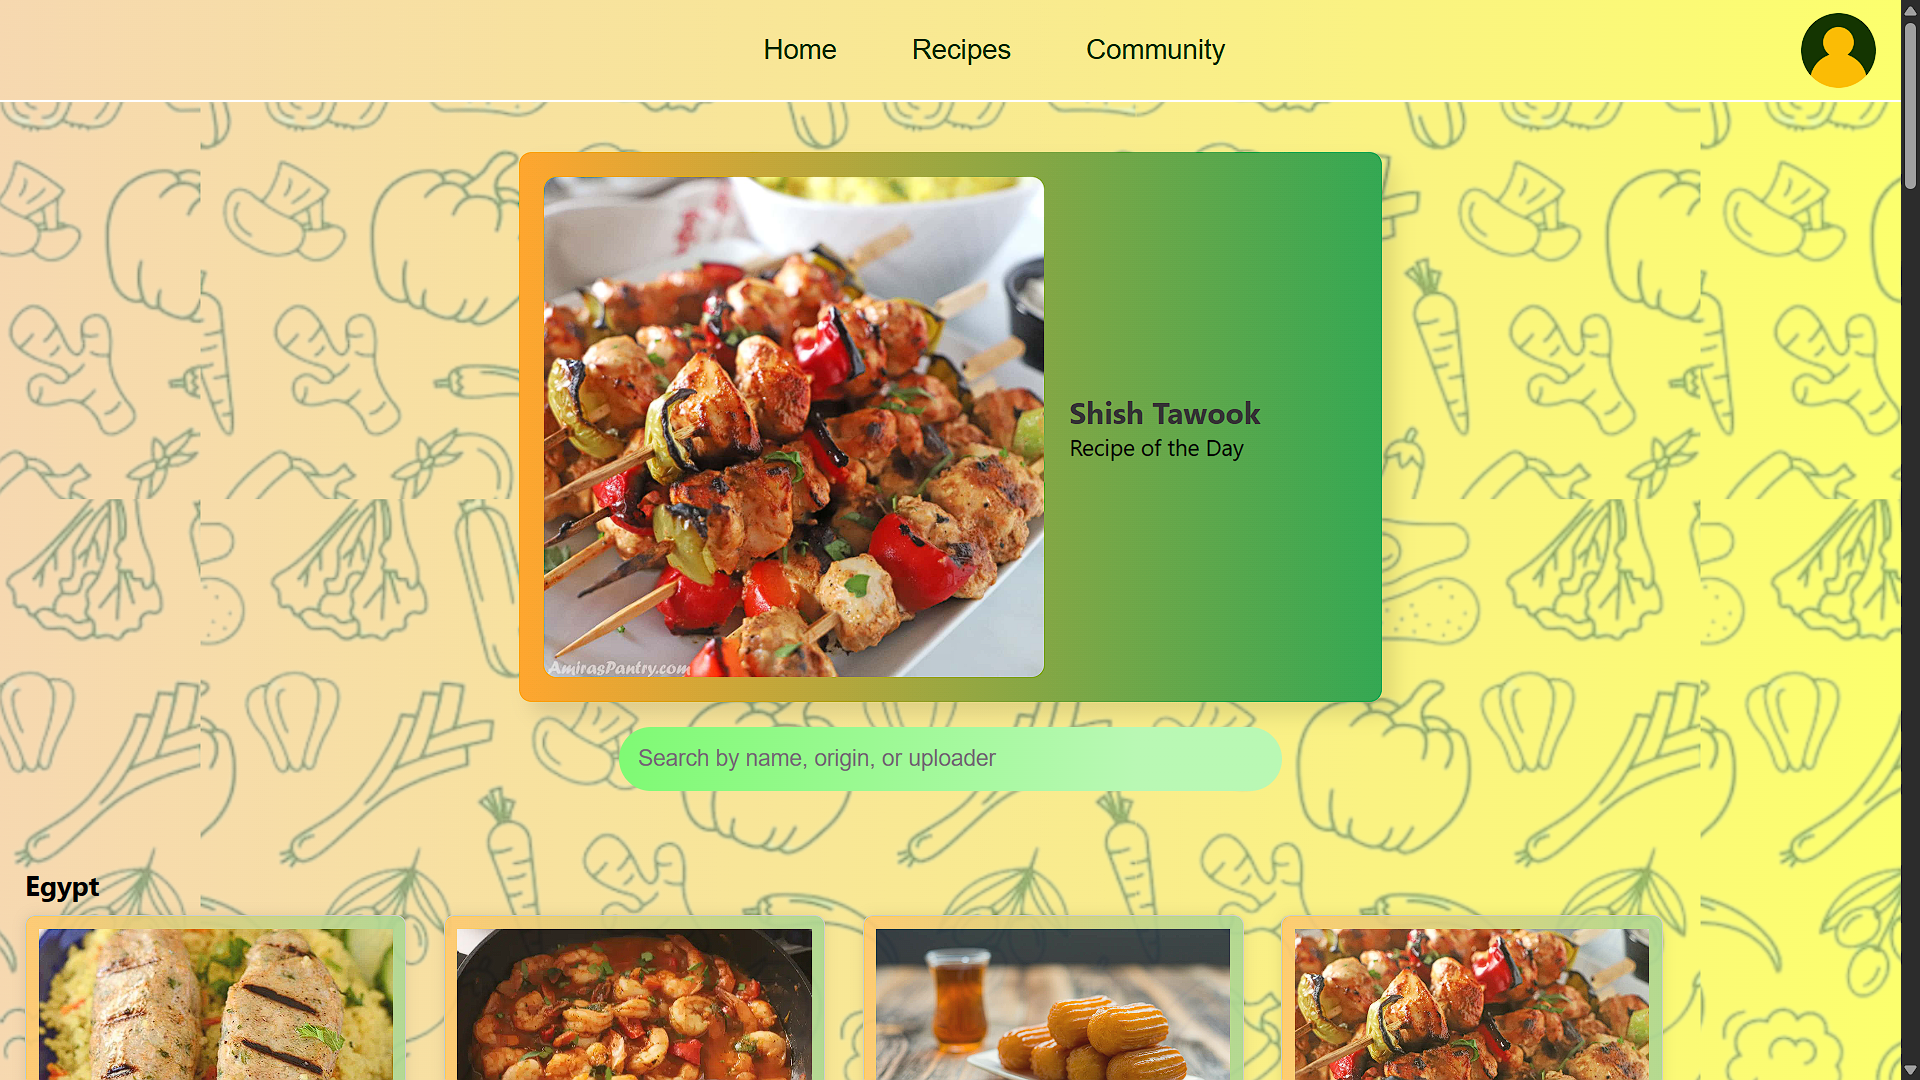 Home
Recipes
Community
Shish Tawook
Recipe of the Day
AmirasPantry.com
Search by name, origin, or uploader
Egypt